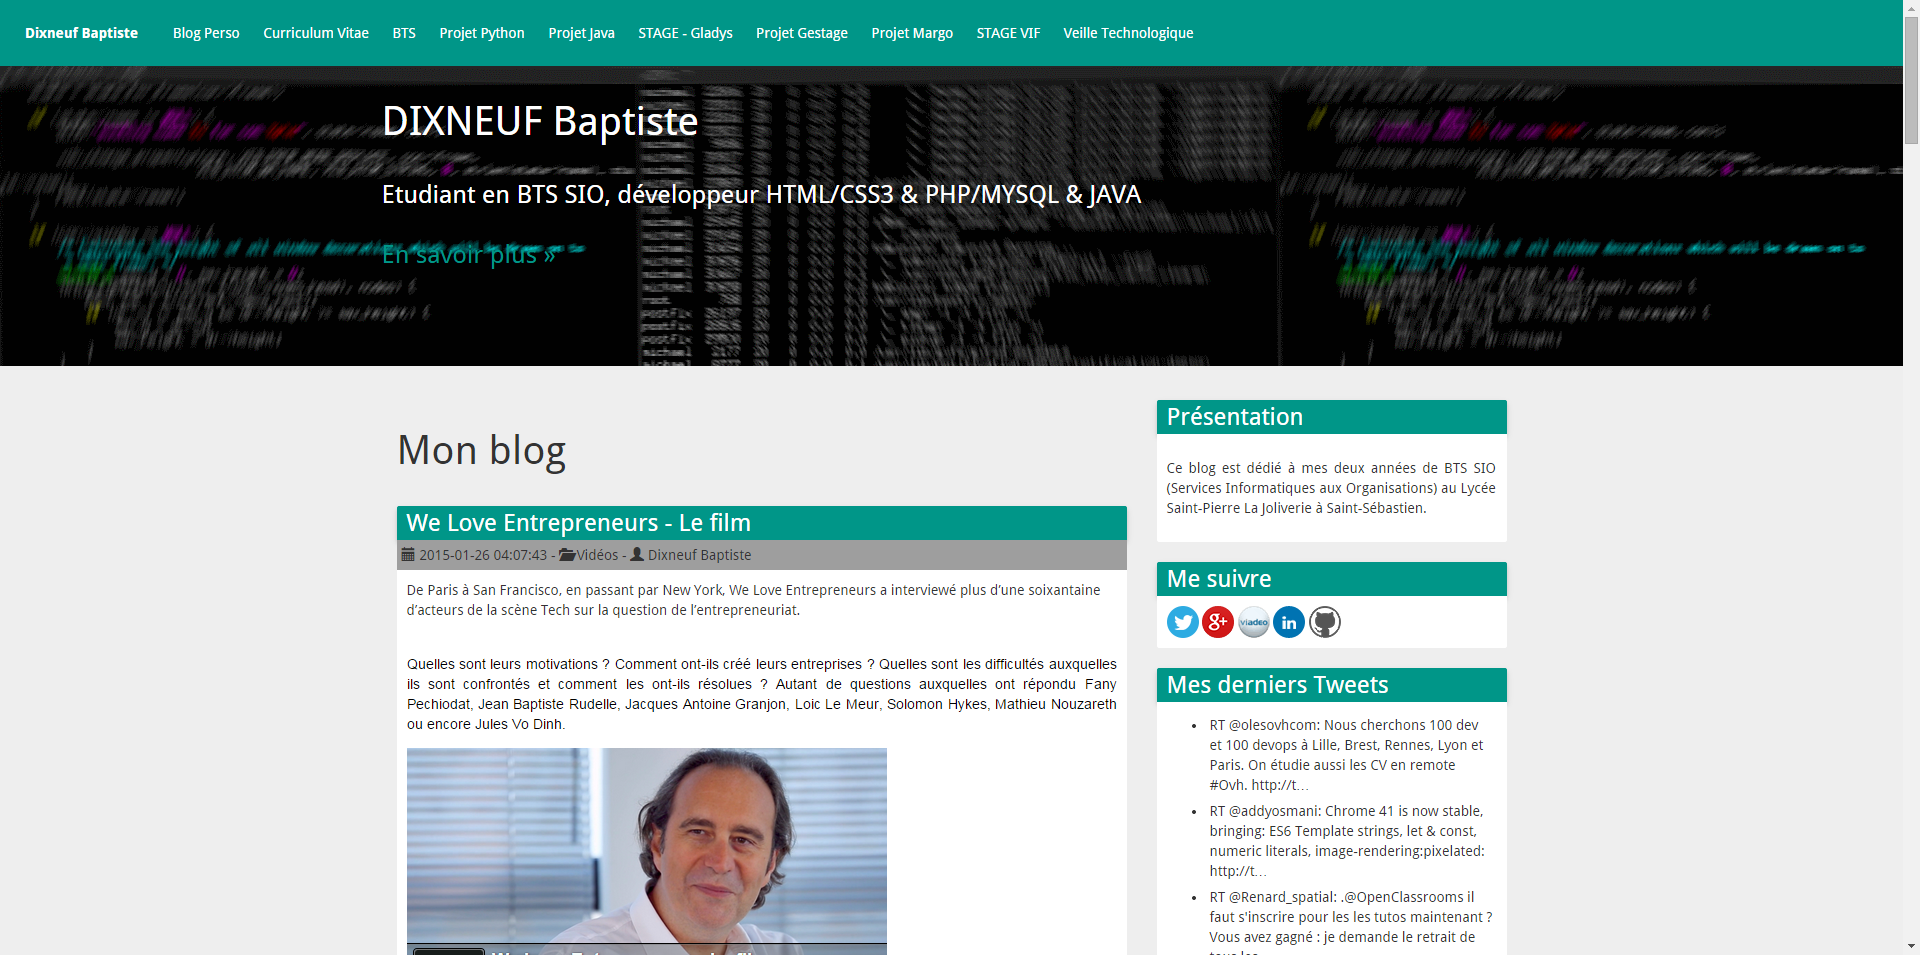 Dixneuf Baptiste Blog Perso Curriculum Vitae BTS Projet Python Projet Java STAGE - Gladys Projet Gestage Projet Margo STAGE VIF Veille Technologique
DIXNEUF Baptiste
Etudiant en BTS SIO, développeur HTML/CSS3 & PHP/MYSQL & JAVA
En savoir plus »
Mon blog
We Love Entrepreneurs - Le film
2015-01-26 04:07:43 - Vidéos - Dixneuf Baptiste
De Paris à San Francisco, en passant par New York, We Love Entrepreneurs a interviewé plus d’une soixantaine
d’acteurs de la scène Tech sur la question de l’entrepreneuriat.
Quelles sont leurs motivations ? Comment ont-ils créé leurs entreprises ? Quelles sont les difficultés auxquelles
ils sont confrontés et comment les ont-ils résolues ? Autant de questions auxquelles ont répondu Fany
Pechiodat, Jean Baptiste Rudelle, Jacques Antoine Granjon, Loic Le Meur, Solomon Hykes, Mathieu Nouzareth
ou encore Jules Vo Dinh.
Présentation
Ce blog est dédié à mes deux années de BTS SIO
(Services Informatiques aux Organisations) au Lycée
Saint-Pierre La Joliverie à Saint-Sébastien.
Me suivre
viadeo
in
Mes derniers Tweets
RT @olesovhcom: Nous cherchons 100 dev
et 100 devops à Lille, Brest, Rennes, Lyon et
Paris. On étudie aussi les CV en remote
#Ovh. http://t…
RT @addyosmani: Chrome 41 is now stable,
bringing: ES6 Template strings, let & const,
numeric literals, image-rendering:pixelated:
http://t…
RT @Renard_spatial: .@OpenClassrooms il
faut s'inscrire pour les les tutos maintenant ?
Vous avez gagné : je demande le retrait de